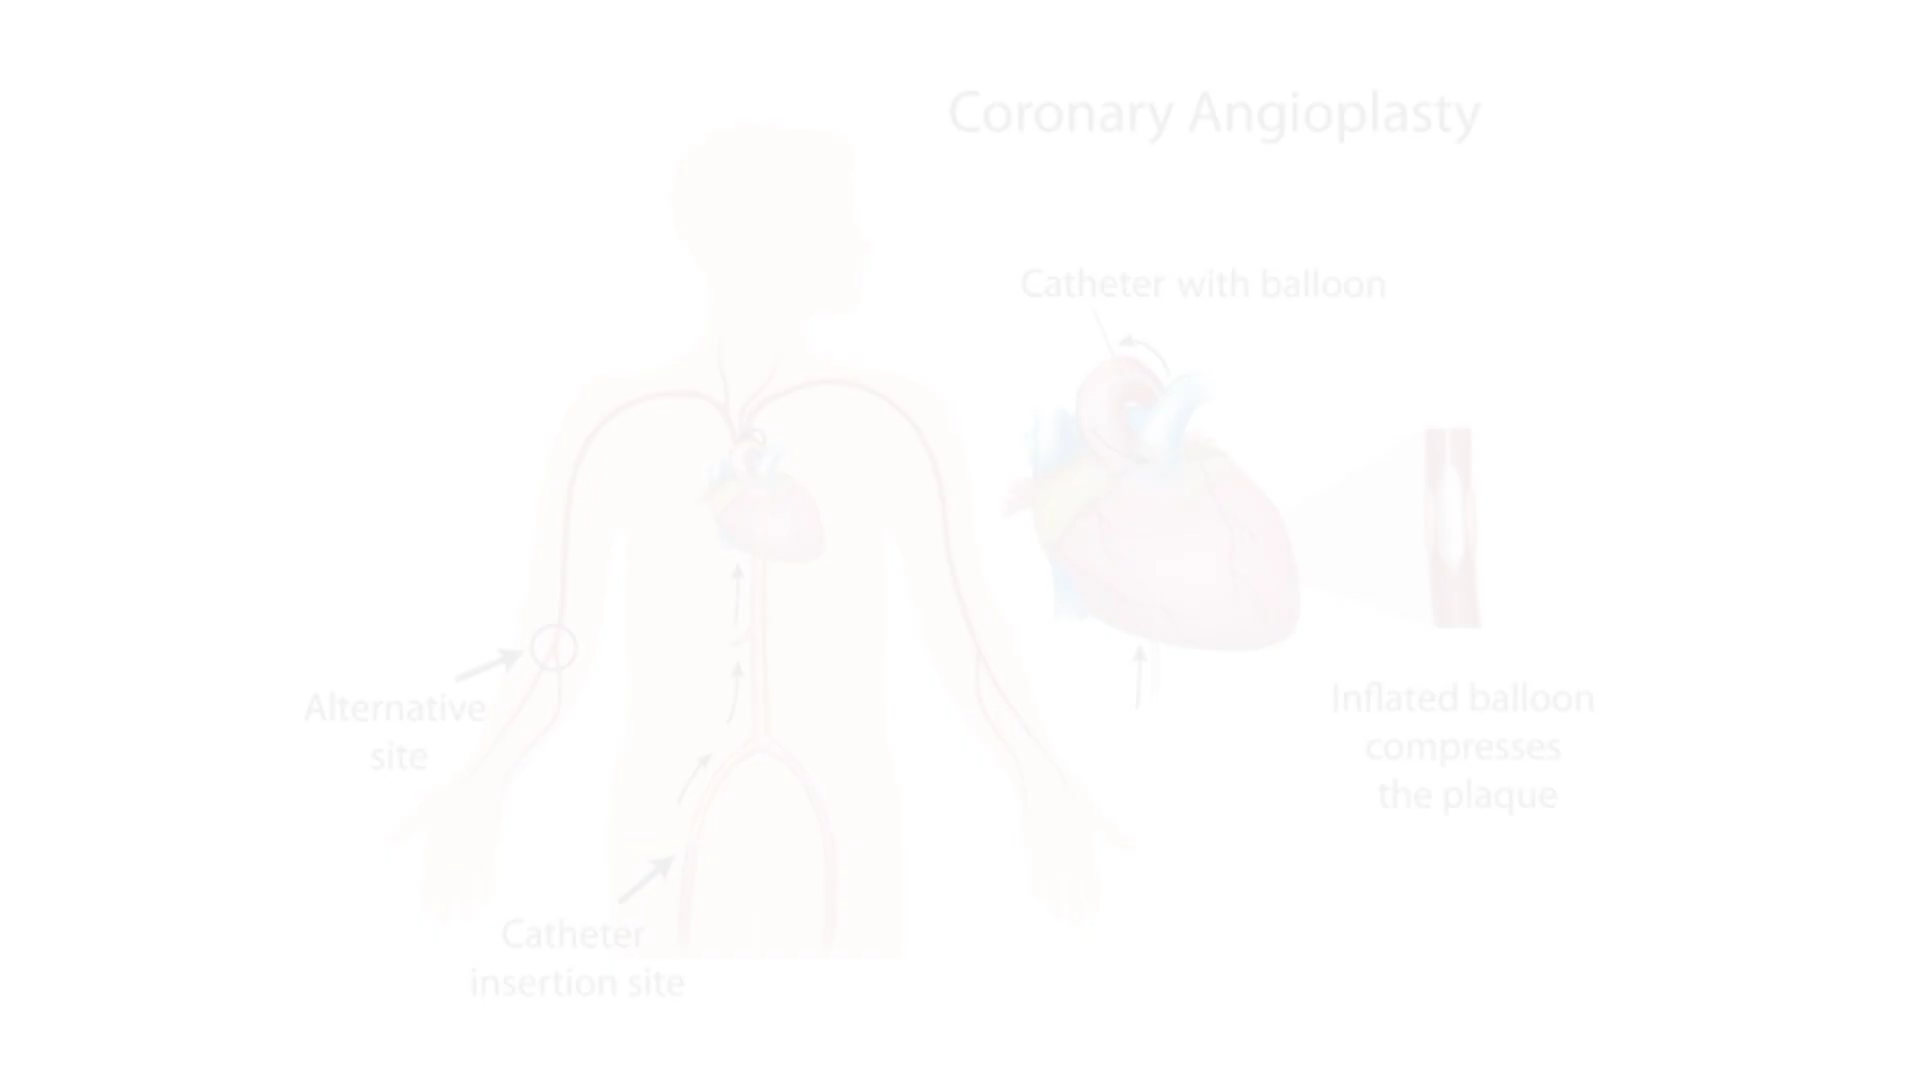 Coronary Angioplasty
Catheter with balloon
Alternative
site
Inflated balloon
compresses
the plaque
Catheter
insertion site